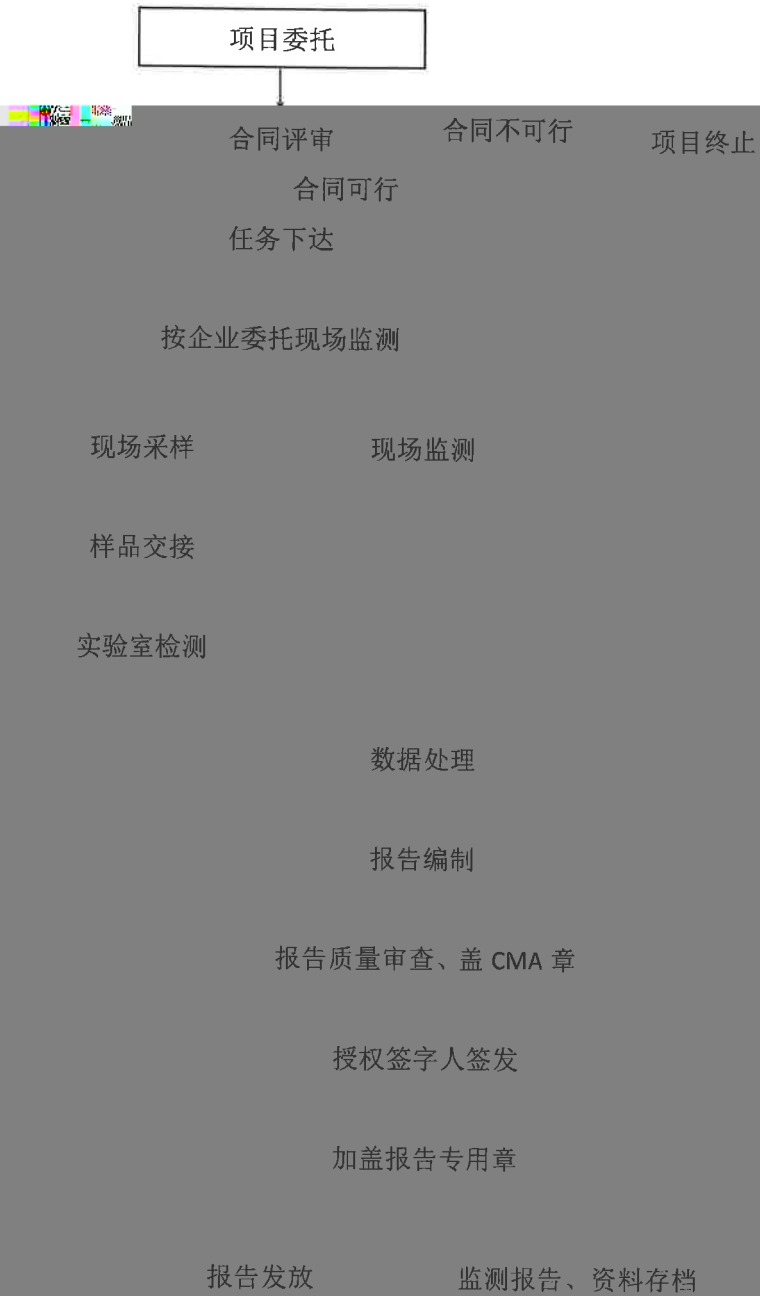 项目委托
合同评审
合同不可行
项目终止
合同可行
任务下达
按企业委托现场监测
现场采样
现场监测
样品交接
实验室检测
数据处理
报告编制
报告质量审查、盖 CMA 章
授权签字人签发
加盖报告专用章
报告发放
监测报告、资料存档